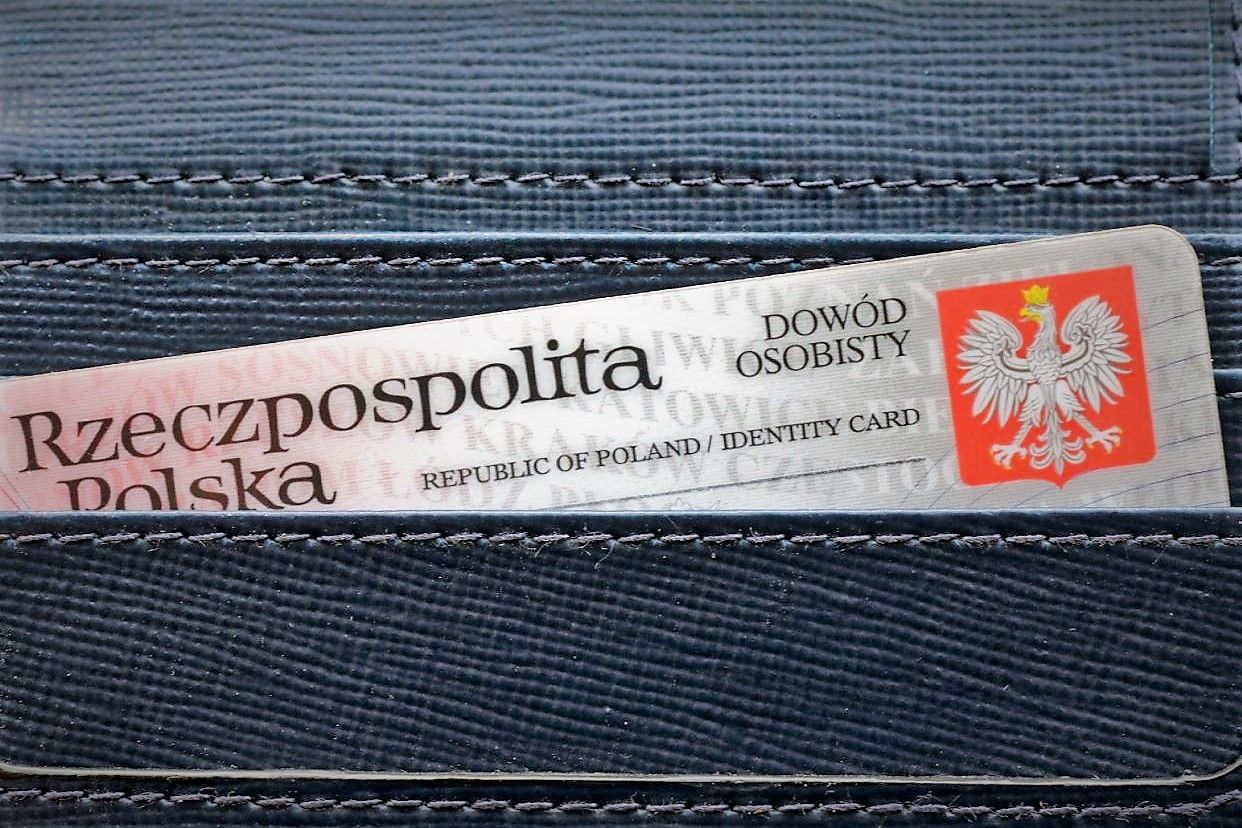 Rzeczpospolita
Polska
DOWÓD
OSOBISTY
REPUBLIC OF POLAND / IDENTITY CARD